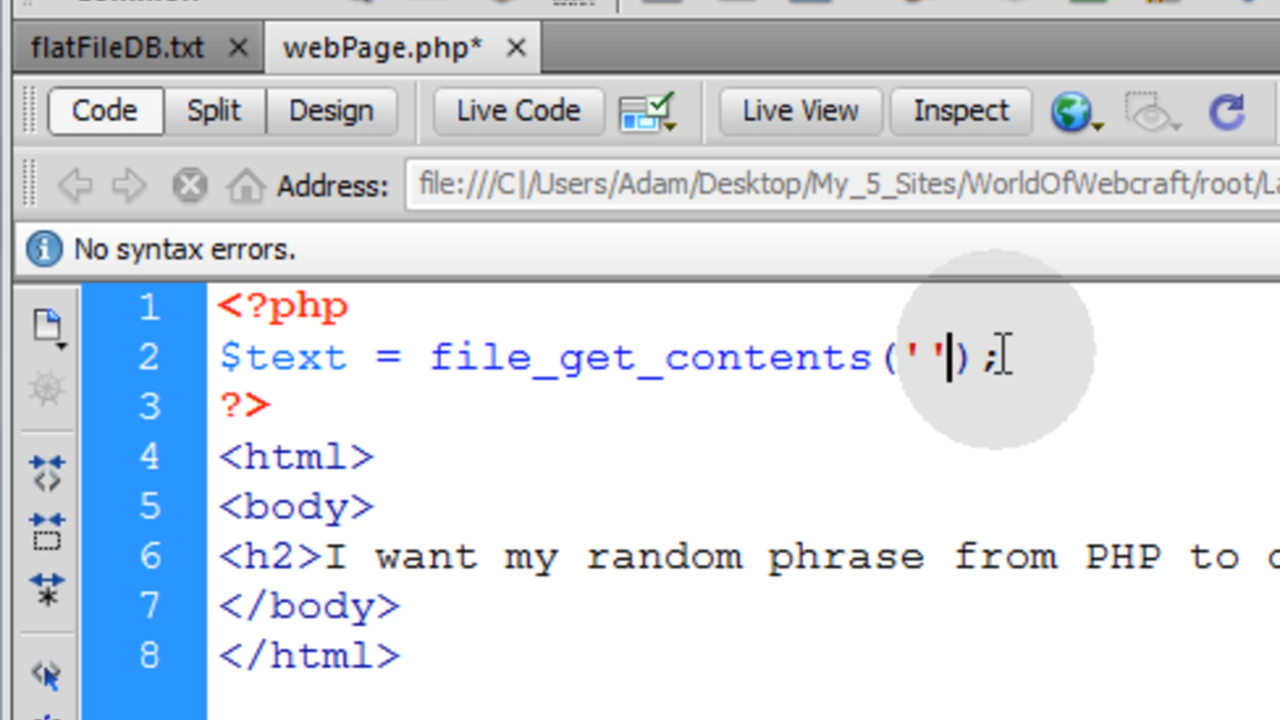 flatFileDB.txt
webPage.php*
Code Split Design Live Code Live View Inspect
Address: file:///C|/Users/Adam/Desktop/My_5_Sites/WorldOfWebcraft/root/La
No syntax errors.
1 <?php
2 $text = file_get_contents('');
3 ?>
4 <html>
5 <body>
6 <h2>I want my random phrase from PHP to
7 </body>
8 </html>